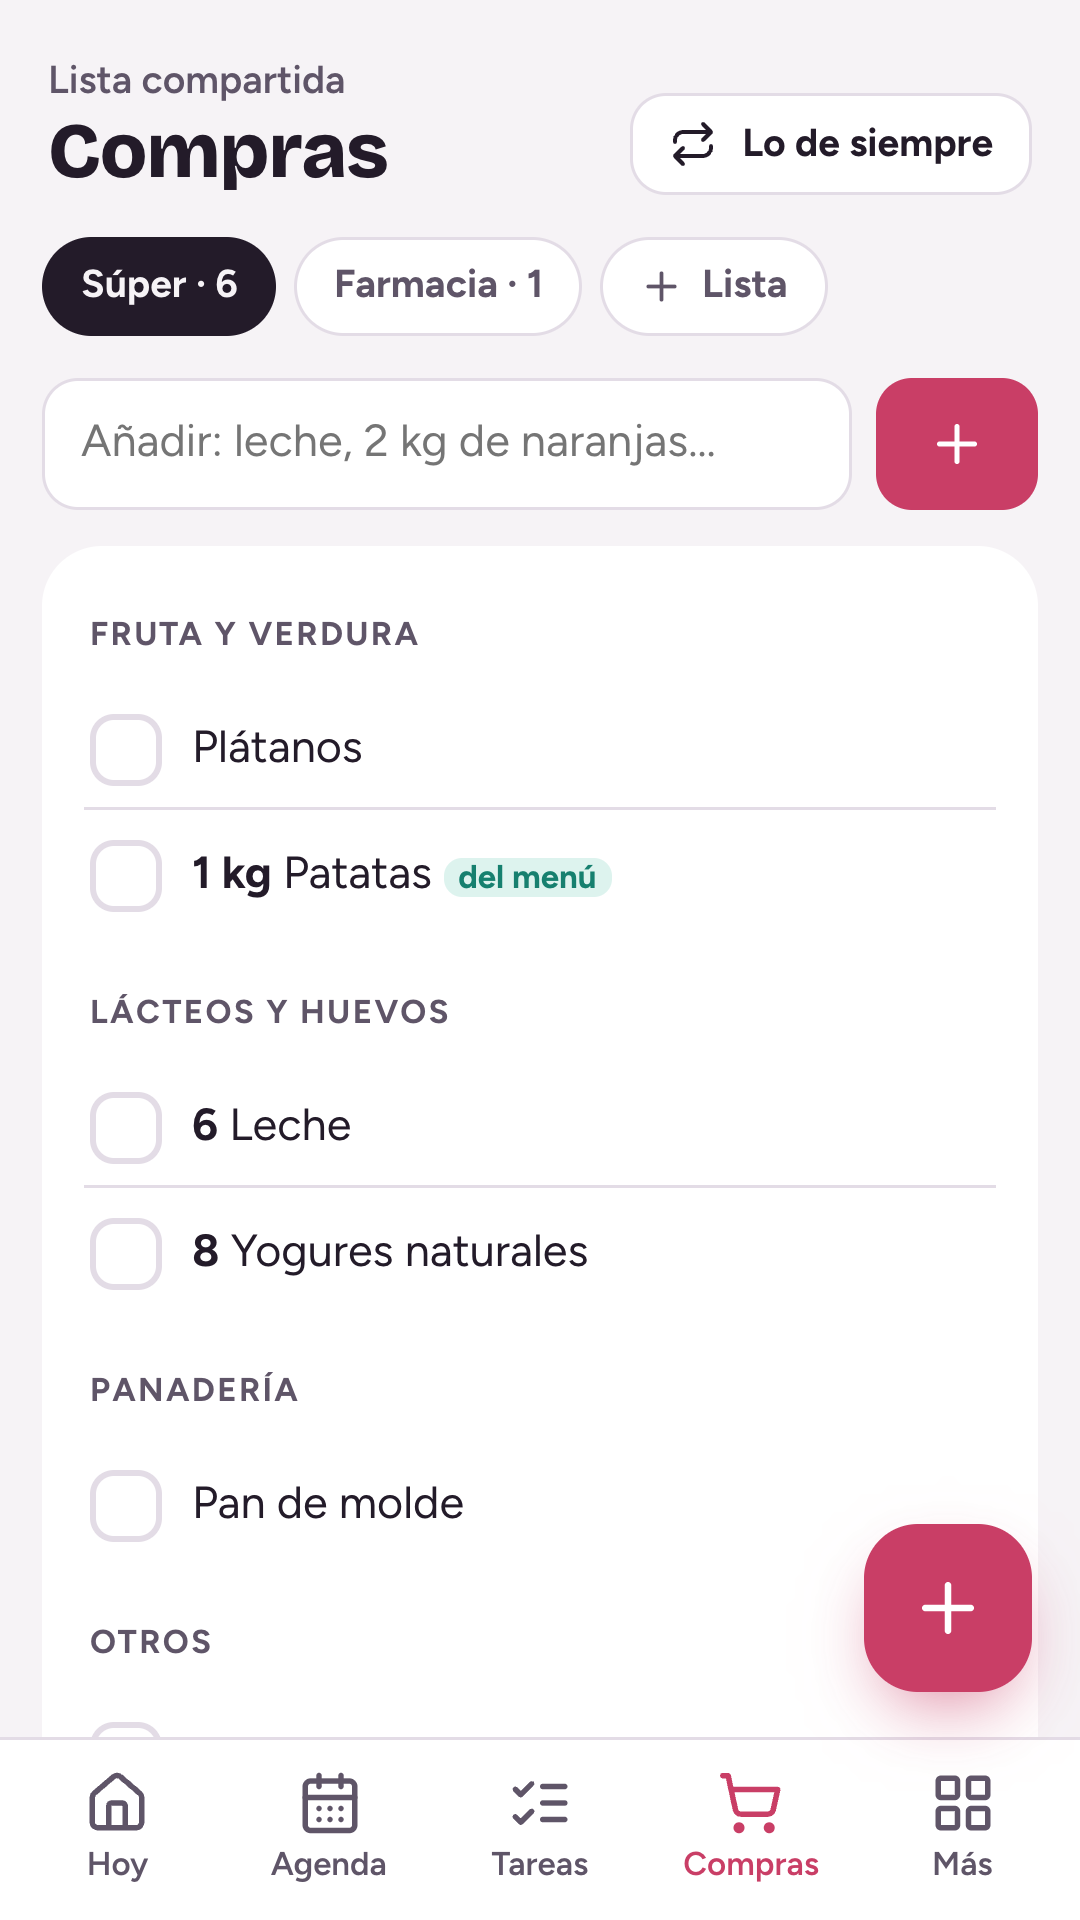 Lista compartida
Compras
Lo de siempre
Súper · 6
Farmacia · 1
Lista
Añadir: leche, 2 kg de naranjas...
FRUTA Y VERDURA
Plátanos
1 kg Patatas del menú
LÁCTEOS Y HUEVOS
6 Leche
8 Yogures naturales
PANADERÍA
Pan de molde
OTROS
Hoy
Agenda
Tareas
Compras
Más